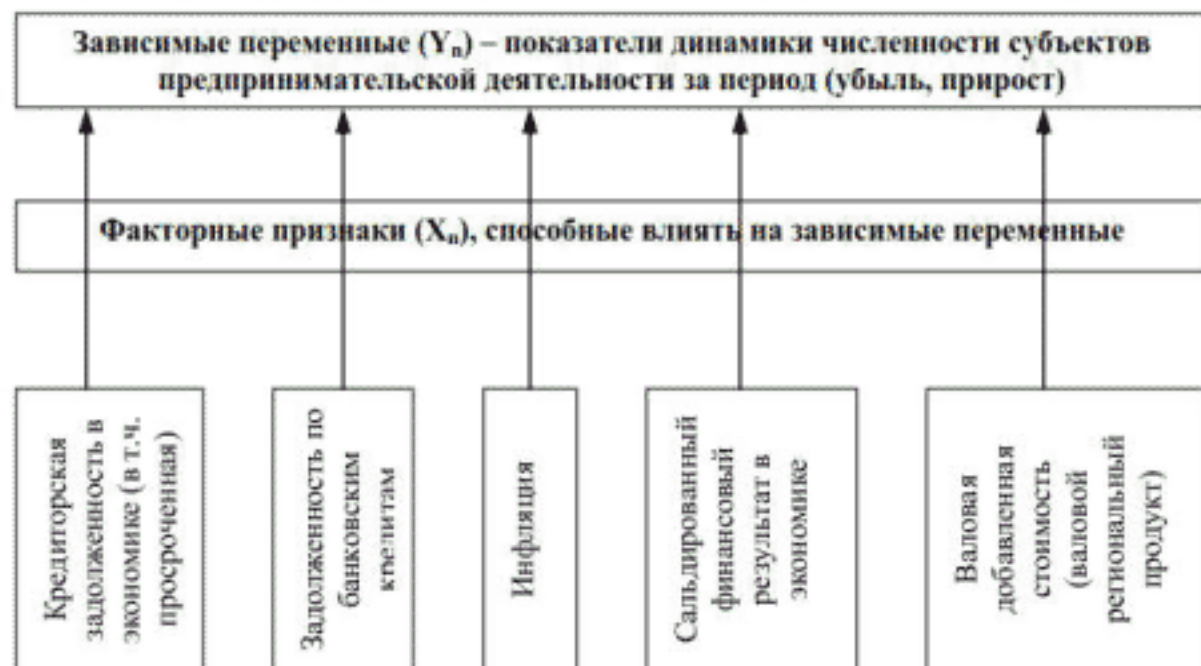 Зависимые переменные (Yn) – показатели динамики численности субъектов
предпринимательской деятельности за период (убыль, прирост)
Факторные признаки (Xn), способные влиять на зависимые переменные
Кредиторская
задолженность в
экономике (в т.ч.
просроченная)
Задолженность по
банковским
кредитам
Инфляция
Сальдированный
финансовый
результат в
экономике
Валовая
добавленная
стоимость
(валовой
региональный
продукт)